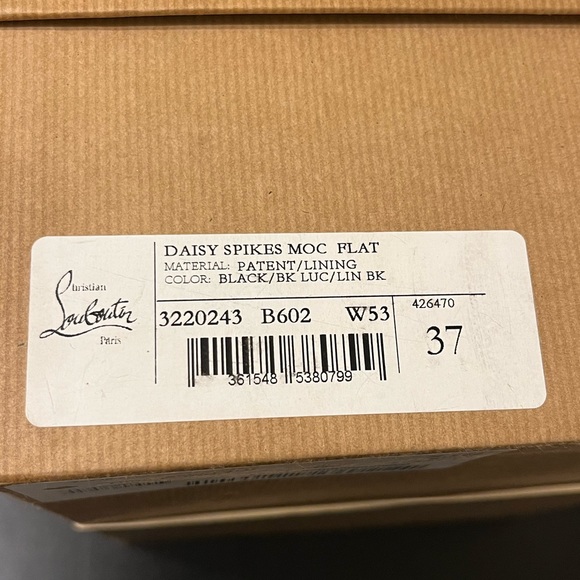 Christian
Louboutin
Paris
DAISY SPIKES MOC FLAT
MATERIAL: PATENT/LINING
COLOR: BLACK/BK LUC/LIN BK
3220243 B602 W53
426470
37
361548 5380799